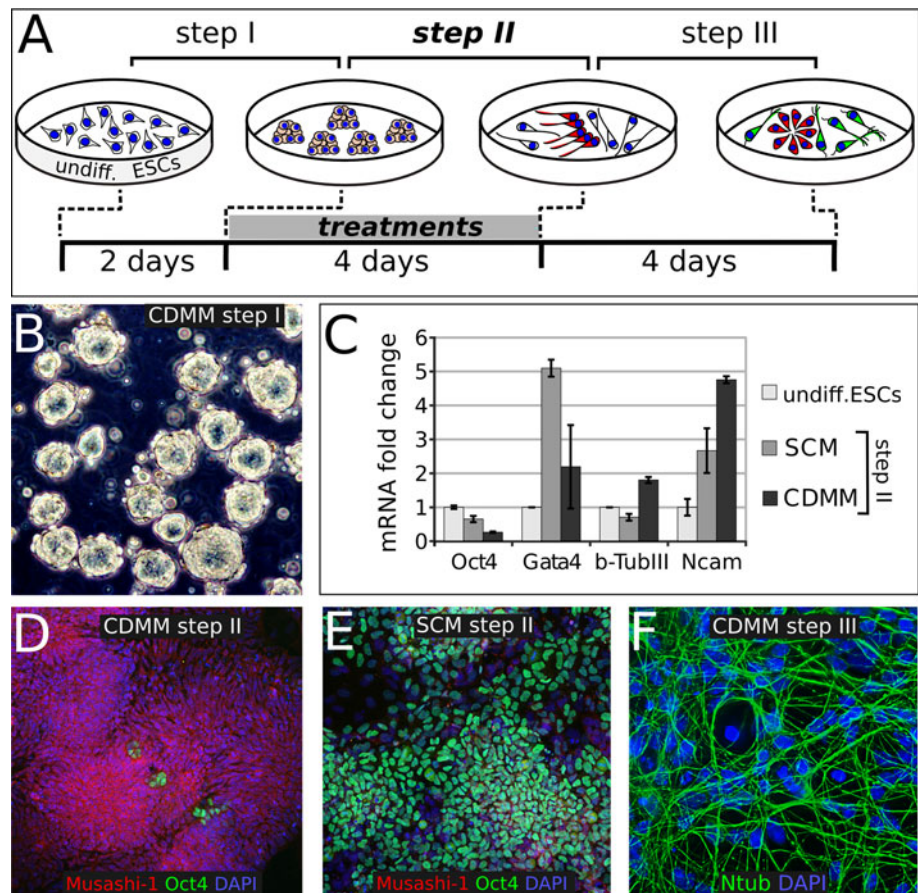 A
step I
step II
step III
undiff. ESCs
treatments
2 days
4 days
4 days
B
CDMM step I
C
mRNA fold change
6
5
4
3
2
1
0
Oct4
Gata4
b-TubIII
Ncam
undiff.ESCs
SCM
CDMM
step II
D
CDMM step II
Musashi-1 Oct4 DAPI
E
SCM step II
Musashi-1 Oct4 DAPI
F
CDMM step III
Ntub DAPI